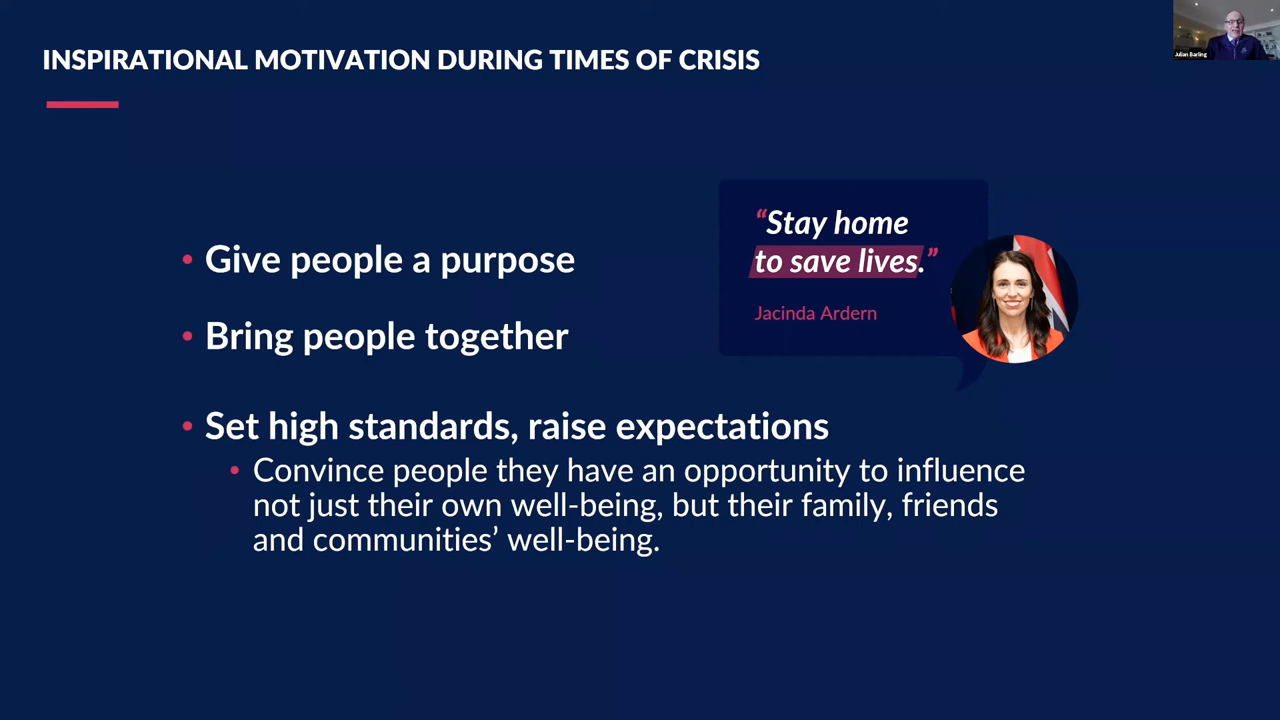 INSPIRATIONAL MOTIVATION DURING TIMES OF CRISIS
Julian Barling
“Stay home
to save lives.”
Jacinda Ardern
• Give people a purpose
• Bring people together
• Set high standards, raise expectations
• Convince people they have an opportunity to influence
not just their own well-being, but their family, friends
and communities’ well-being.